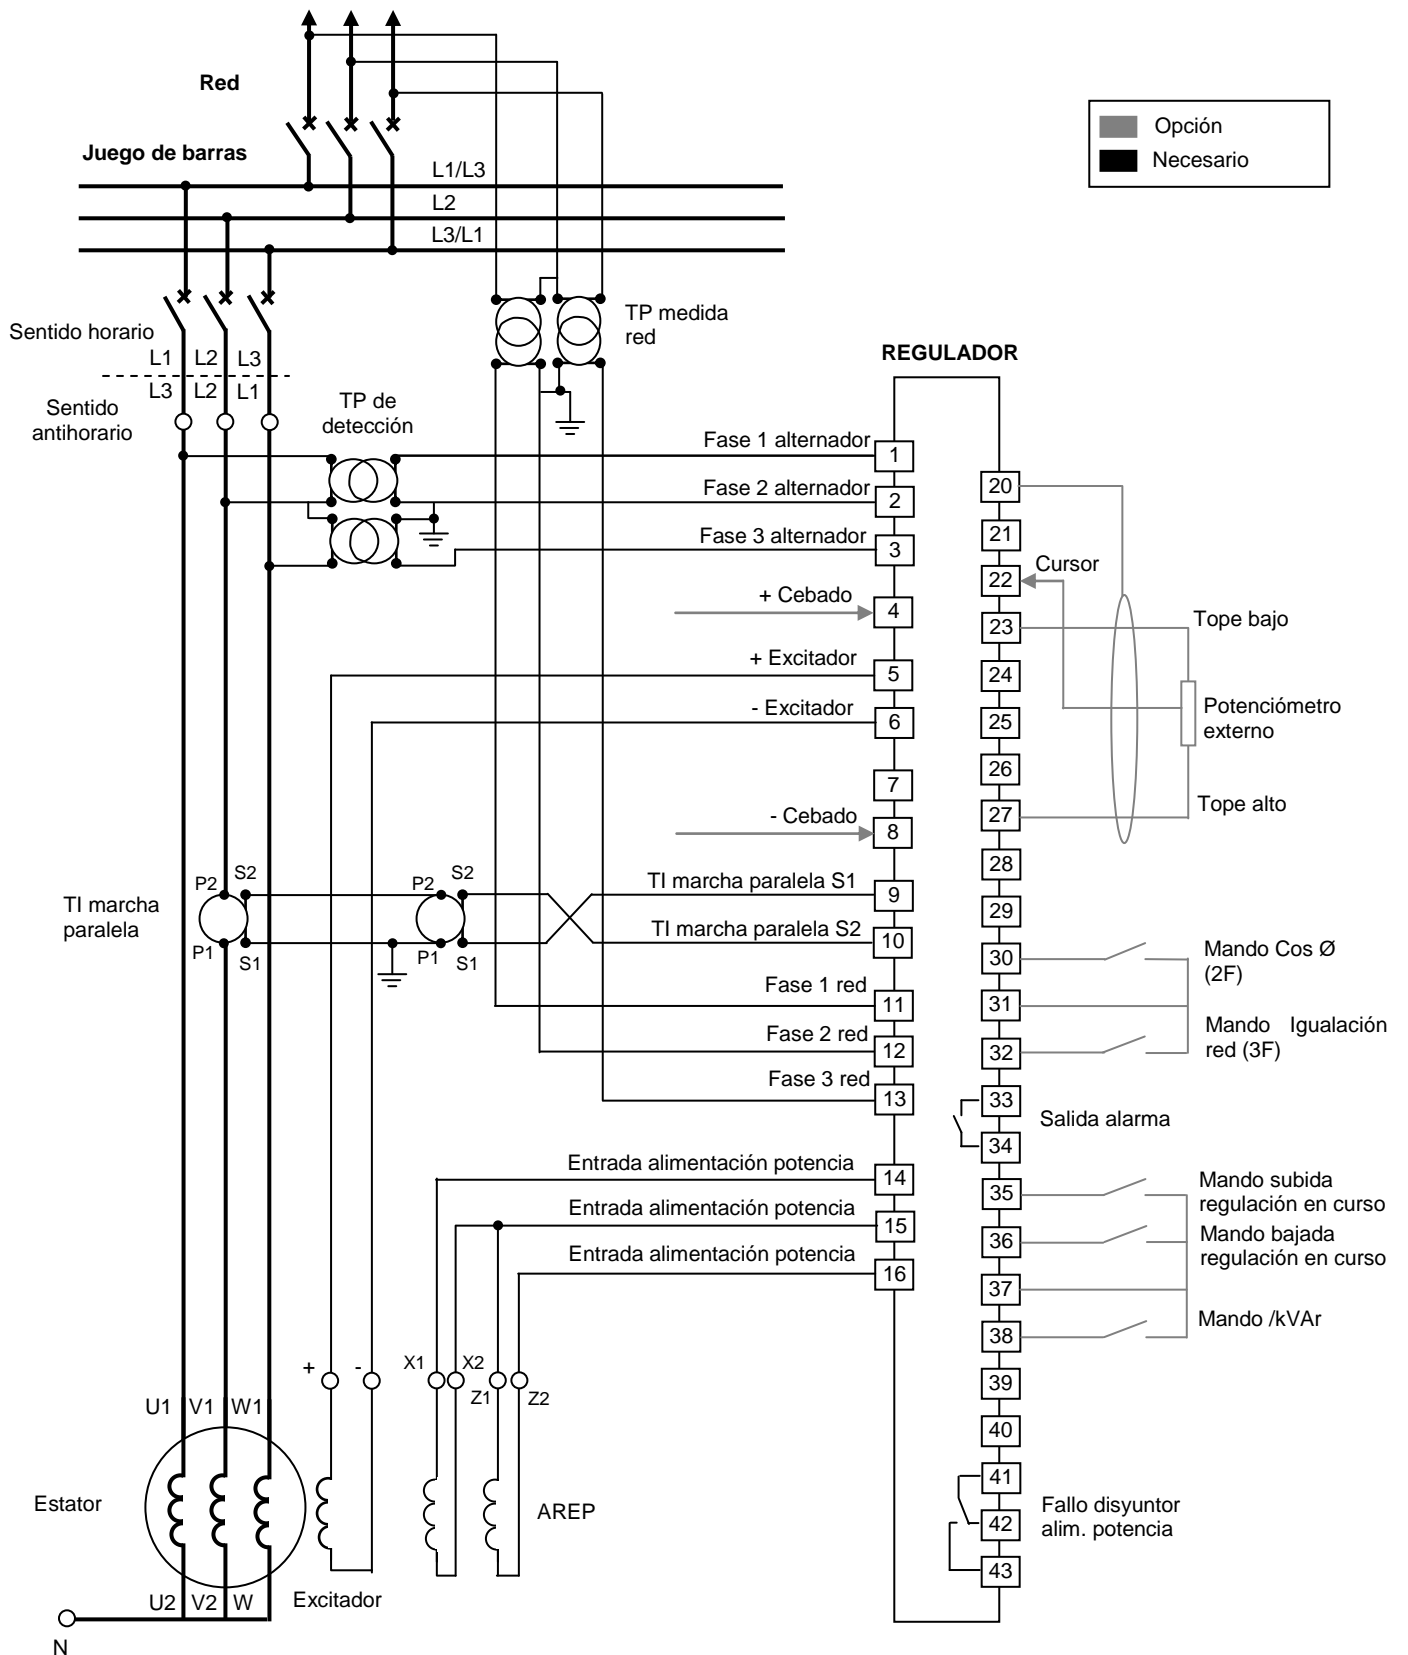 Red
Opción
Necesario
Juego de barras
L1/L3
L2
L3/L1
TP medida
red
Sentido horario
L1 L2 L3
L3 L2 L1
Sentido
antihorario
TP de
detección
REGULADOR
Fase 1 alternador
1
Fase 2 alternador
2
Fase 3 alternador
3
+ Cebado
4
+ Excitador
5
- Excitador
6
7
- Cebado
8
TI marcha paralela S1
9
TI marcha paralela S2
10
Fase 1 red
11
Fase 2 red
12
Fase 3 red
13
Entrada alimentación potencia
14
Entrada alimentación potencia
15
Entrada alimentación potencia
16
20
21
22
Cursor
23
Tope bajo
24
25
Potenciómetro
externo
26
27
Tope alto
28
29
30
Mando Cos Ø
(2F)
31
32
Mando Igualación
red (3F)
33
34
Salida alarma
35
Mando subida
regulación en curso
36
Mando bajada
regulación en curso
37
38
Mando /kVAr
39
40
41
42
43
Fallo disyuntor
alim. potencia
TI marcha
paralela
P2 S2
P1 S1
P2 S2
P1 S1
+ -
X1 X2
Z1 Z2
U1 V1 W1
Estator
AREP
U2 V2 W
Excitador
N